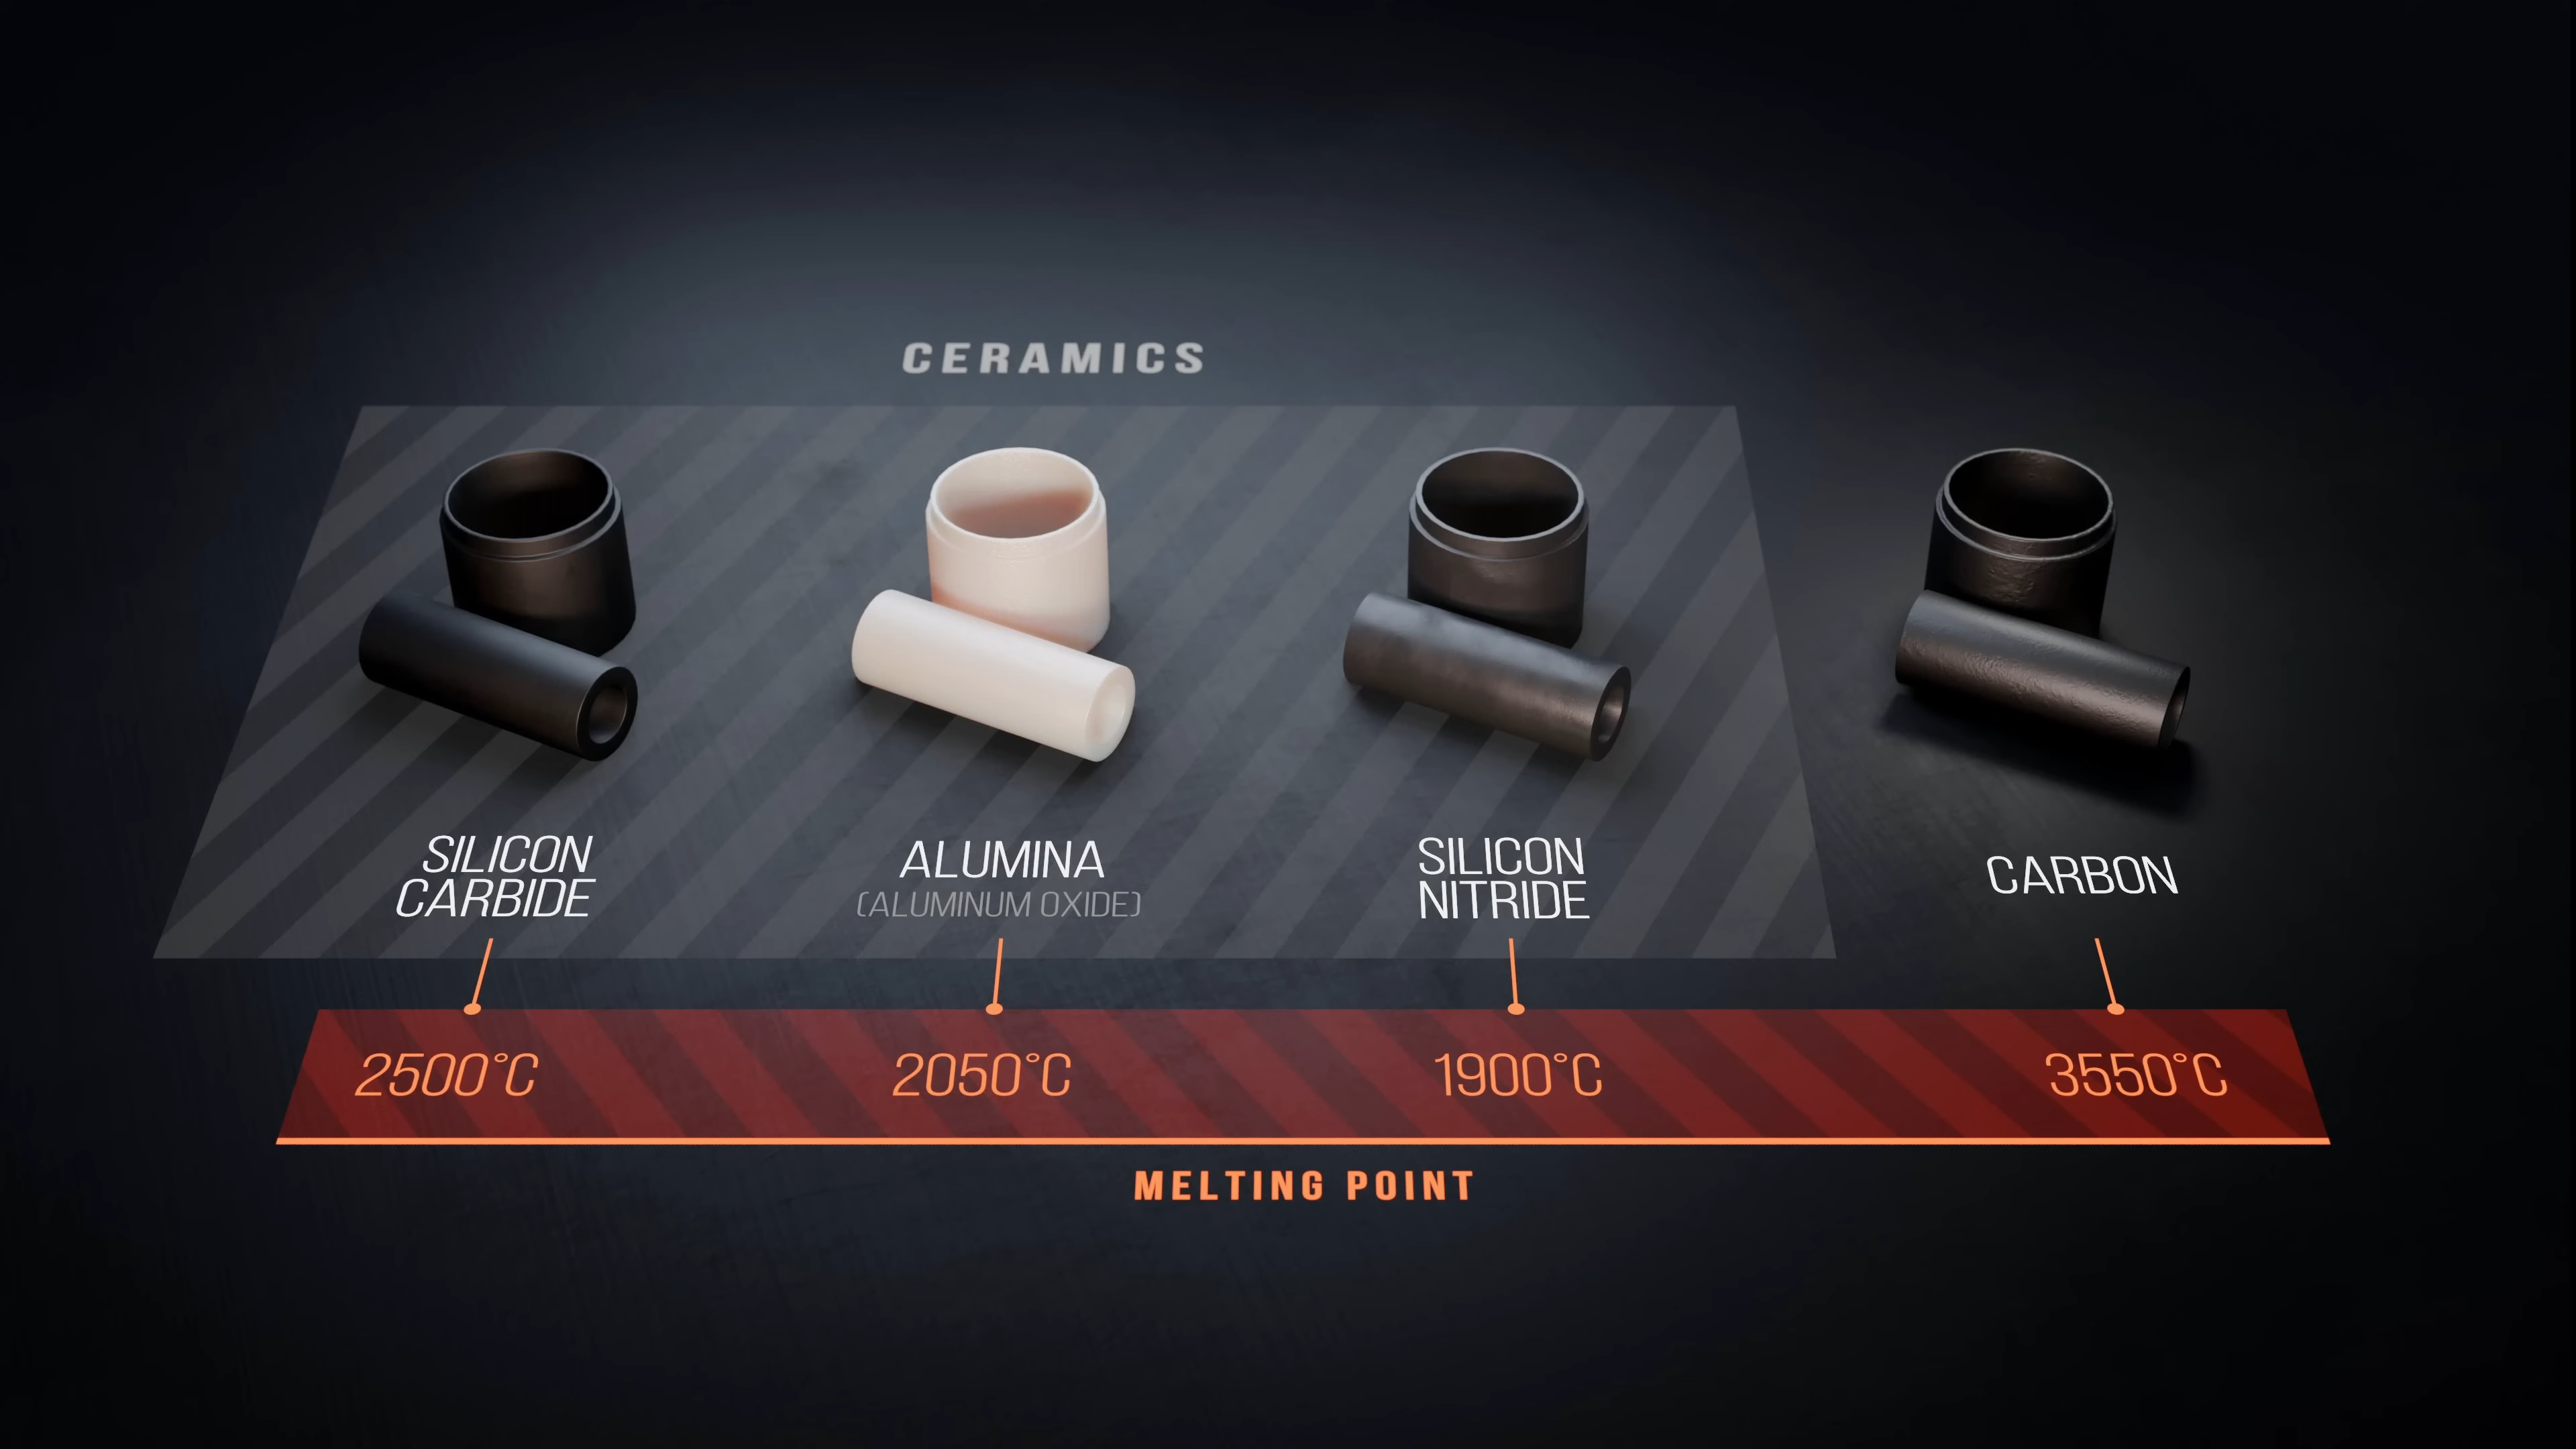 CERAMICS
SILICON
CARBIDE
ALUMINA
(ALUMINUM OXIDE)
SILICON
NITRIDE
CARBON
2500°C
2050°C
1900°C
3550°C
MELTING POINT